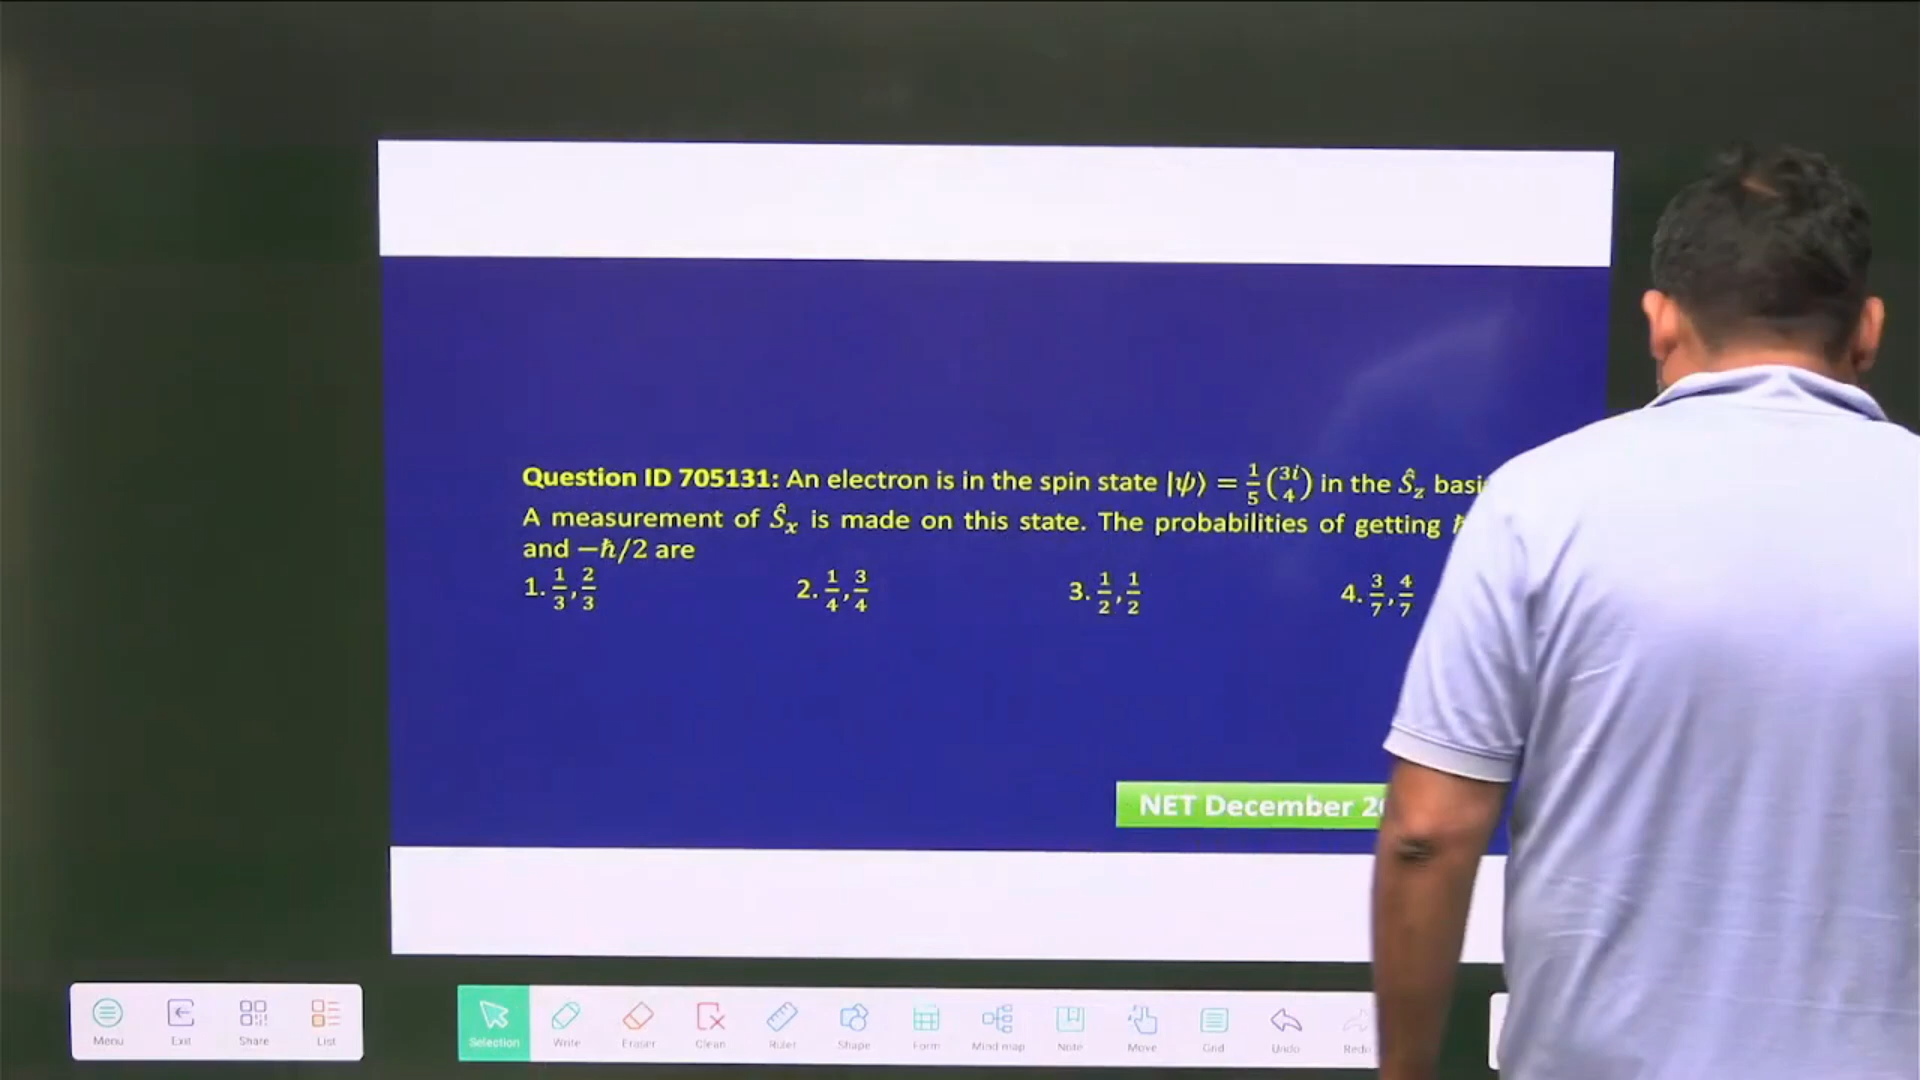 Question ID 705131: An electron is in the spin state |ψ⟩ = 1/5 (3i 4) in the Ŝz
A measurement of Ŝx is made on this state. The probabilities of getting
and −ħ/2 are
1. 1/3, 2/3 2. 1/4, 3/4 3. 1/2, 1/2 4. 3/7, 4/7
NET December
Menu Exit Share List Selection Write Eraser Clean Ruler Shape Form Mind map Note Move Grid Undo Redo